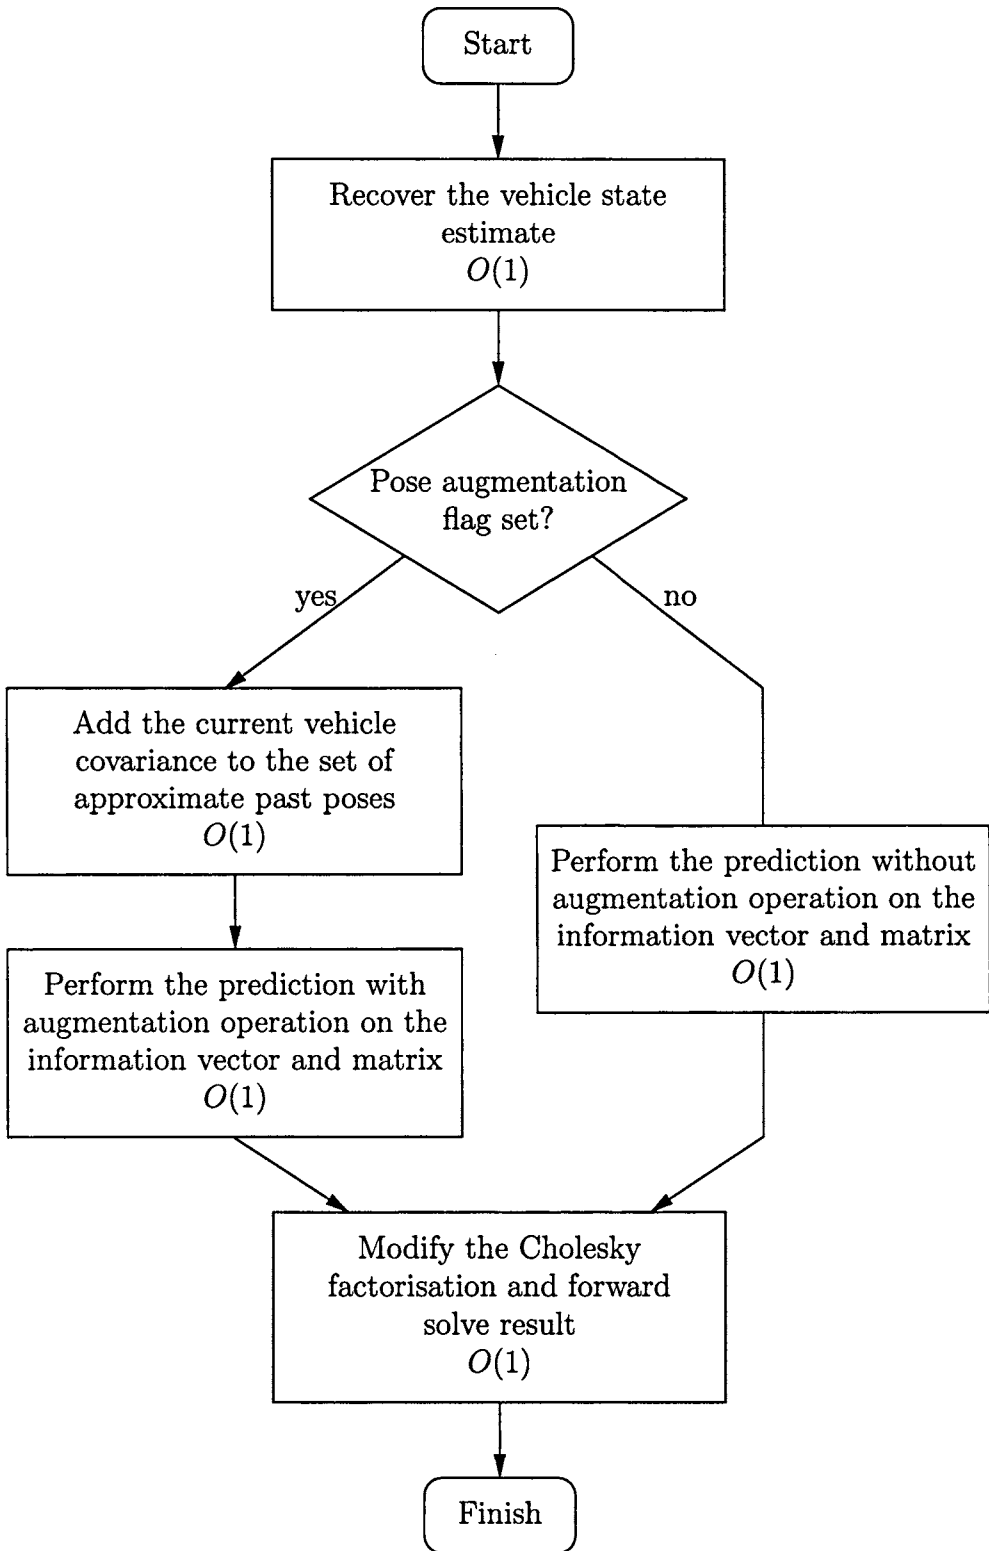 Start
Recover the vehicle state
estimate
O(1)
Pose augmentation
flag set?
yes
no
Add the current vehicle
covariance to the set of
approximate past poses
O(1)
Perform the prediction without
augmentation operation on the
information vector and matrix
O(1)
Perform the prediction with
augmentation operation on the
information vector and matrix
O(1)
Modify the Cholesky
factorisation and forward
solve result
O(1)
Finish